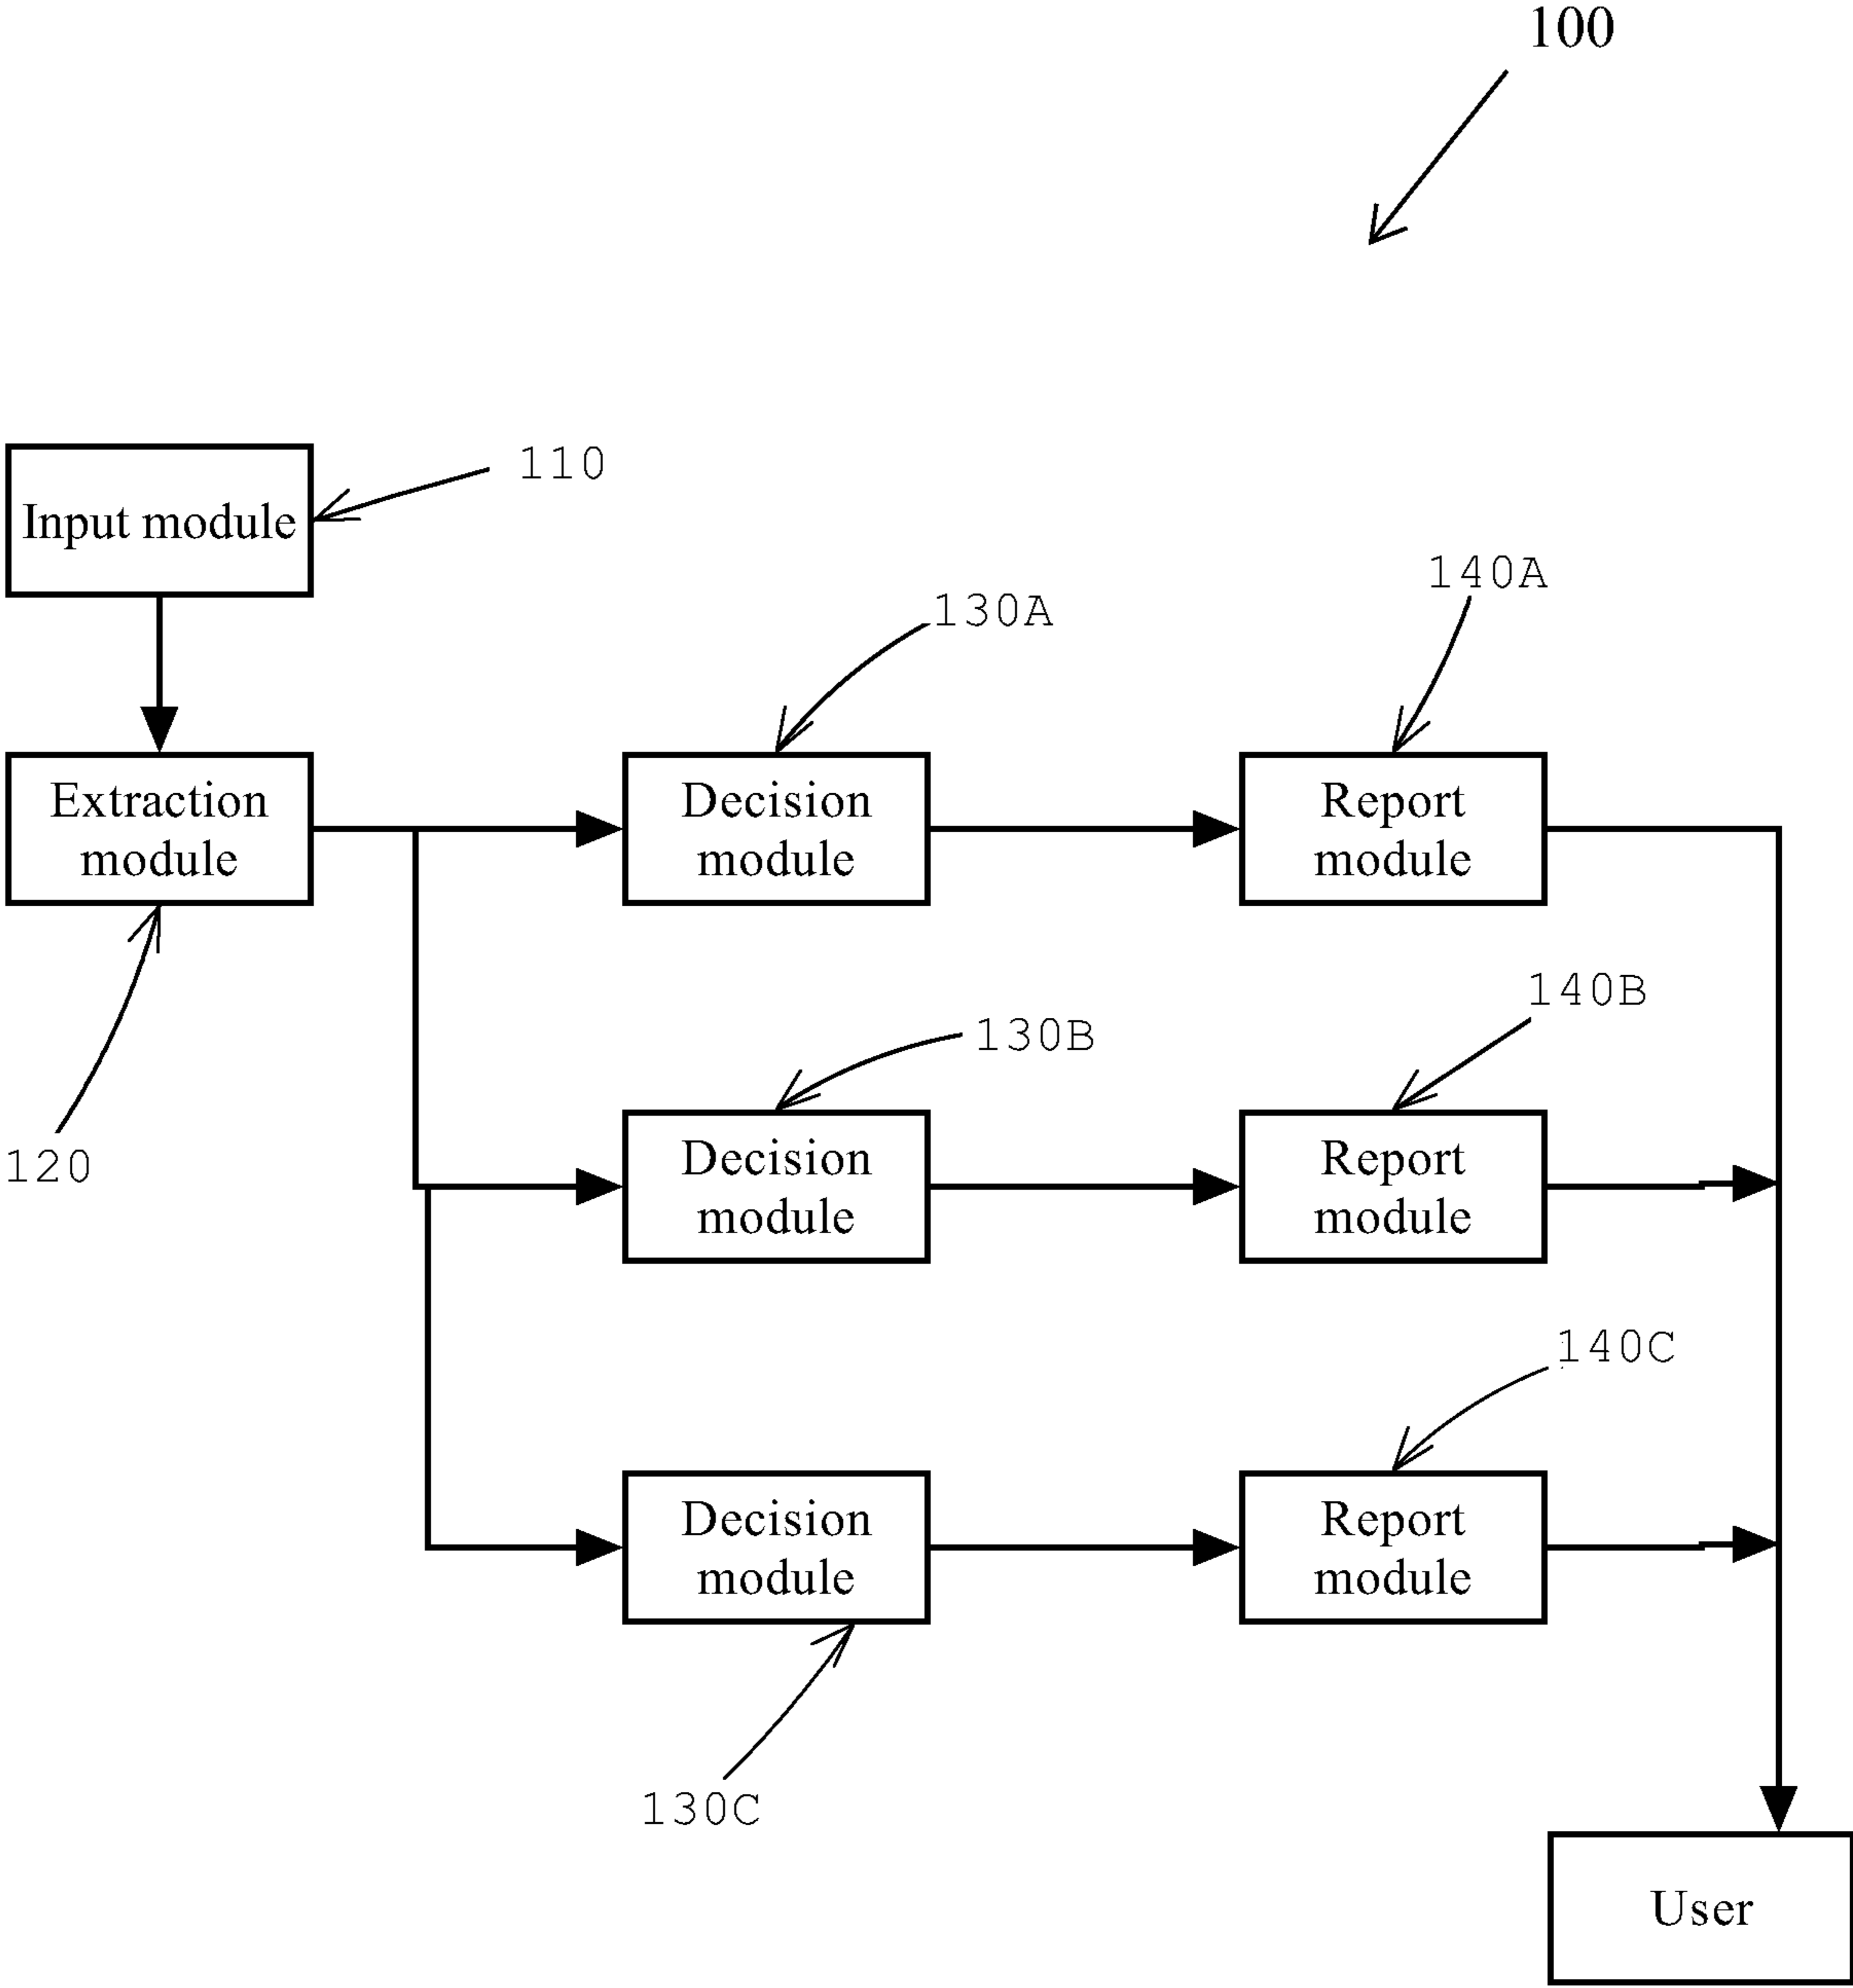 100
110
Input module
140A
130A
Extraction
module
Decision
module
Report
module
140B
130B
120
Decision
module
Report
module
140C
Decision
module
Report
module
130C
User